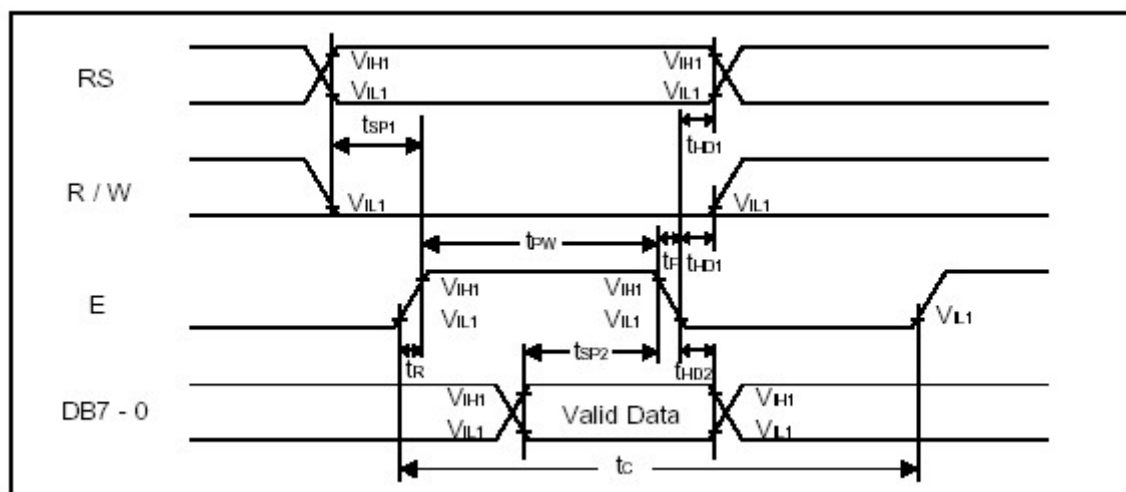 RS
VIH1 VIH1
VIL1 VIL1
tSP1 tHD1
R / W
VIL1 VIL1
tPW tF tHD1
E
VIH1 VIH1
VIL1 VIL1 VIL1
tR tSP2 tHD2
DB7 - 0
VIH1 Valid Data VIH1
VIL1 VIL1
tC